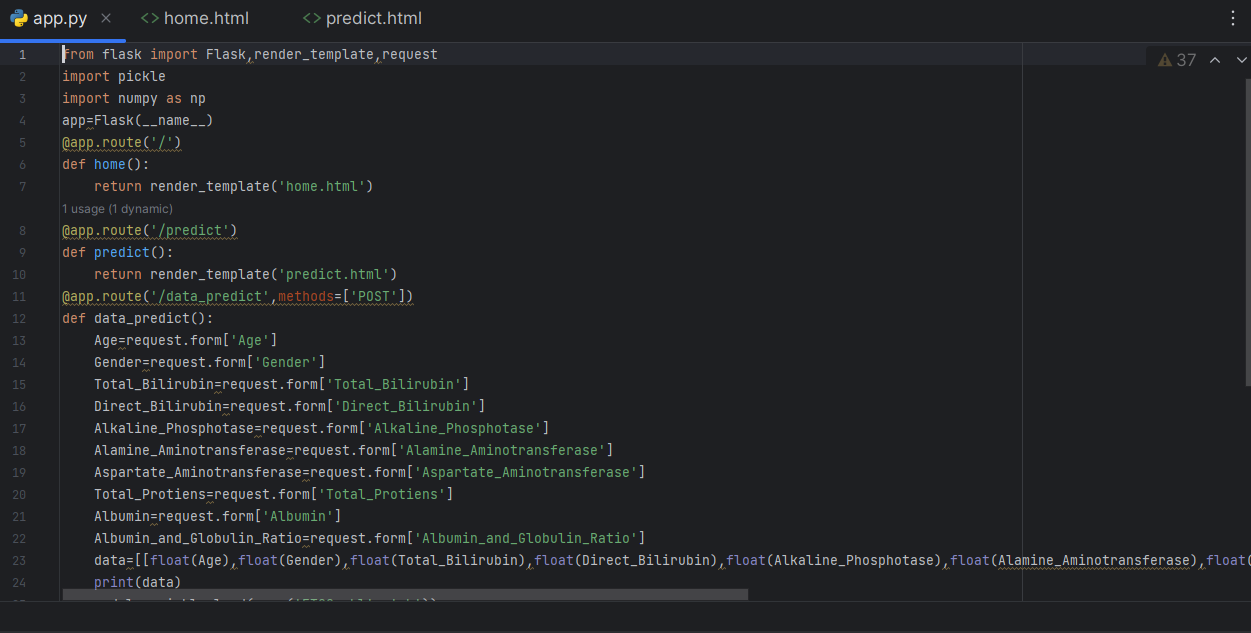 app.py × <> home.html <> predict.html
1 from flask import Flask,render_template,request
37
2 import pickle
3 import numpy as np
4 app=Flask(__name__)
5 @app.route('/')
6 def home():
7 return render_template('home.html')
1 usage (1 dynamic)
8 @app.route('/predict')
9 def predict():
10 return render_template('predict.html')
11 @app.route('/data_predict',methods=['POST'])
12 def data_predict():
13 Age=request.form['Age']
14 Gender=request.form['Gender']
15 Total_Bilirubin=request.form['Total_Bilirubin']
16 Direct_Bilirubin=request.form['Direct_Bilirubin']
17 Alkaline_Phosphotase=request.form['Alkaline_Phosphotase']
18 Alamine_Aminotransferase=request.form['Alamine_Aminotransferase']
19 Aspartate_Aminotransferase=request.form['Aspartate_Aminotransferase']
20 Total_Protiens=request.form['Total_Protiens']
21 Albumin=request.form['Albumin']
22 Albumin_and_Globulin_Ratio=request.form['Albumin_and_Globulin_Ratio']
23 data=[[float(Age),float(Gender),float(Total_Bilirubin),float(Direct_Bilirubin),float(Alkaline_Phosphotase),float(Alamine_Aminotransferase),float(
24 print(data)